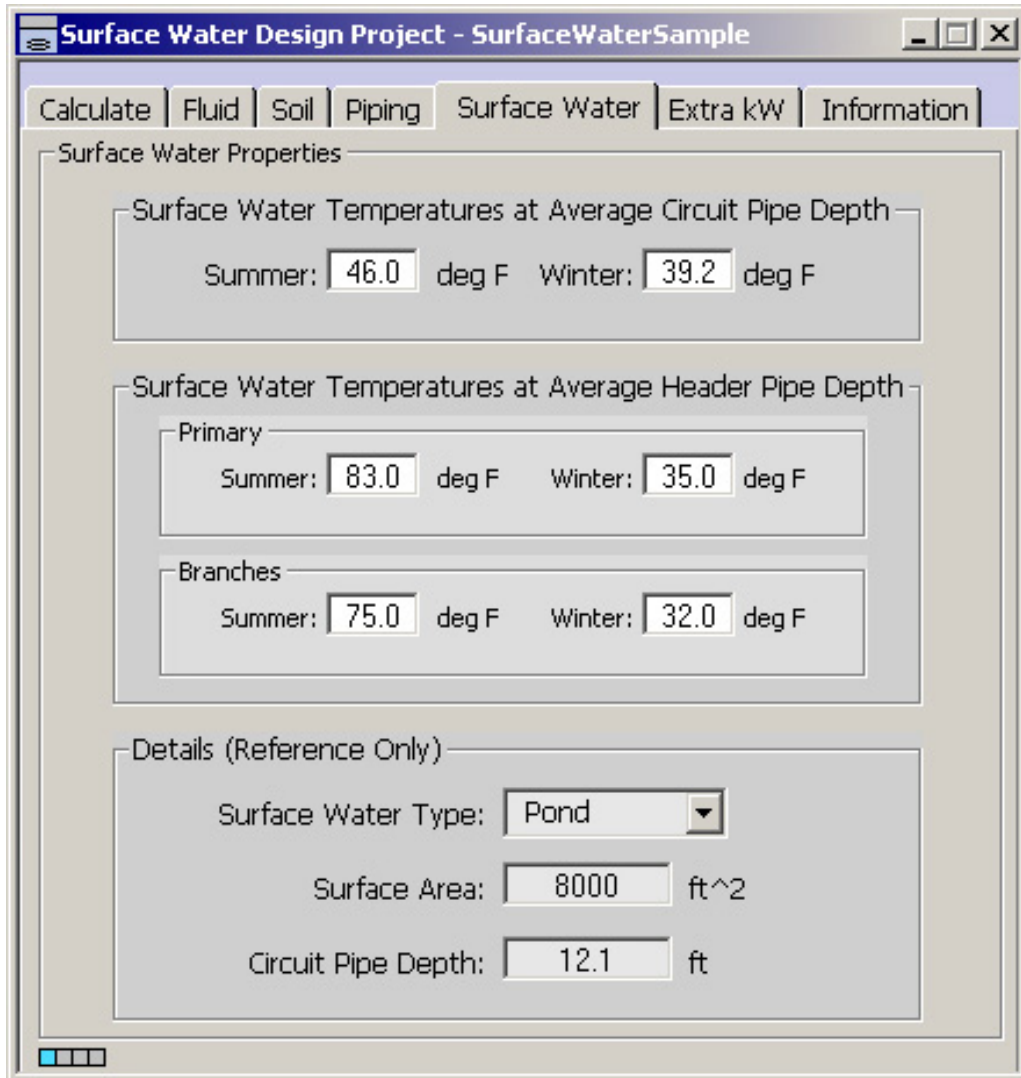 Surface Water Design Project - SurfaceWaterSample
Calculate Fluid Soil Piping Surface Water Extra kW Information
Surface Water Properties
Surface Water Temperatures at Average Circuit Pipe Depth
Summer: 46.0 deg F Winter: 39.2 deg F
Surface Water Temperatures at Average Header Pipe Depth
Primary
Summer: 83.0 deg F Winter: 35.0 deg F
Branches
Summer: 75.0 deg F Winter: 32.0 deg F
Details (Reference Only)
Surface Water Type: Pond
Surface Area: 8000 ft^2
Circuit Pipe Depth: 12.1 ft